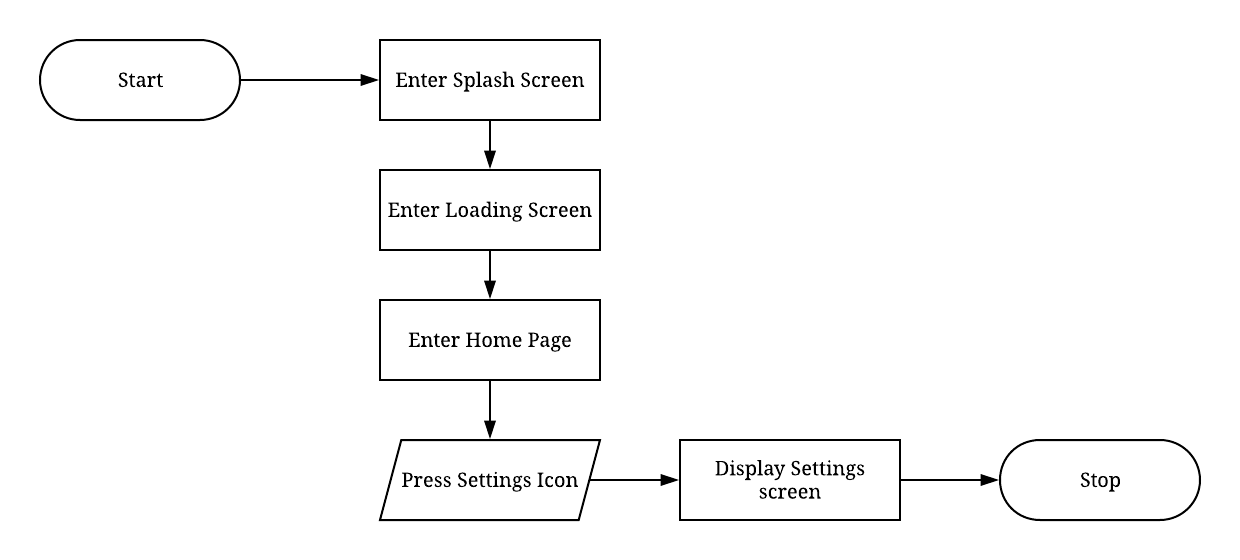 Start
Enter Splash Screen
Enter Loading Screen
Enter Home Page
Press Settings Icon
Display Settings
screen
Stop